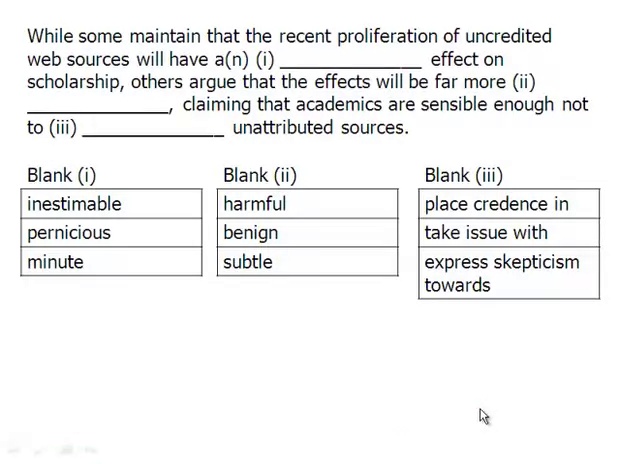 While some maintain that the recent proliferation of uncredited
web sources will have a(n) (i) _______________ effect on
scholarship, others argue that the effects will be far more (ii)
_______________, claiming that academics are sensible enough not
to (iii) _______________ unattributed sources.
Blank (i) Blank (ii) Blank (iii)
inestimable harmful place credence in
pernicious benign take issue with
minute subtle express skepticism
towards